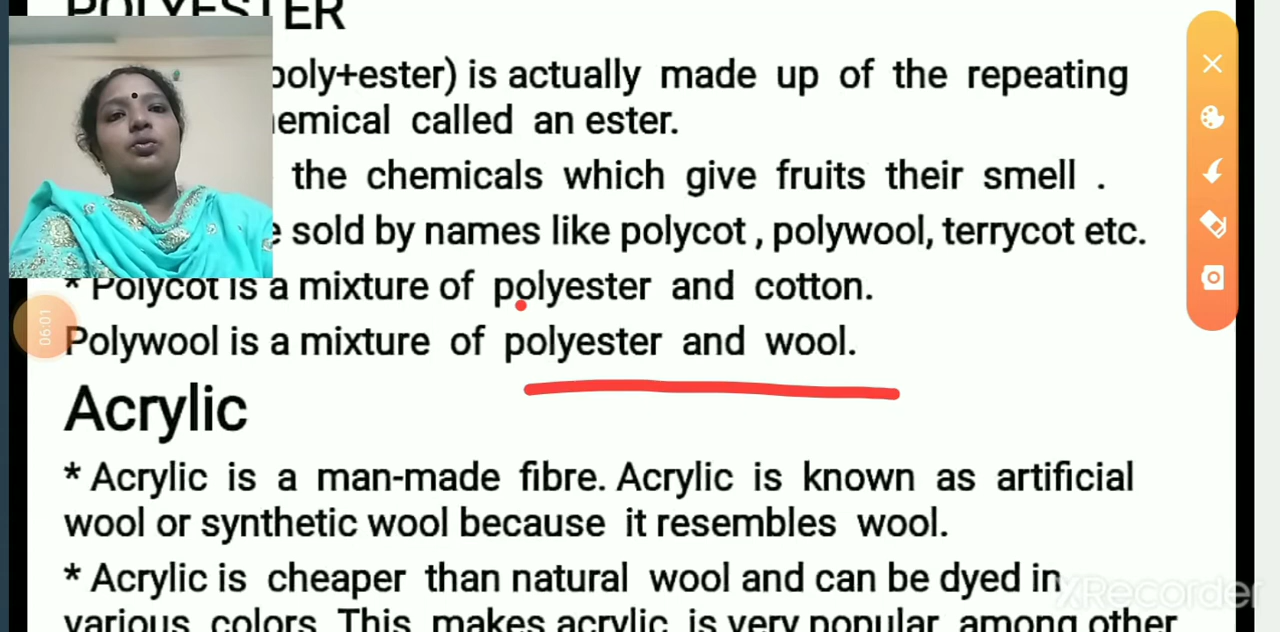 POLYESTER
poly+ester) is actually made up of the repeating
emical called an ester.
the chemicals which give fruits their smell .
sold by names like polycot , polywool, terrycot etc.
* Polycot is a mixture of polyester and cotton.
06:01
Polywool is a mixture of polyester and wool.
Acrylic
* Acrylic is a man-made fibre. Acrylic is known as artificial
wool or synthetic wool because it resembles wool.
* Acrylic is cheaper than natural wool and can be dyed in
XRecorder
various colors. This makes acrylic is very popular among other